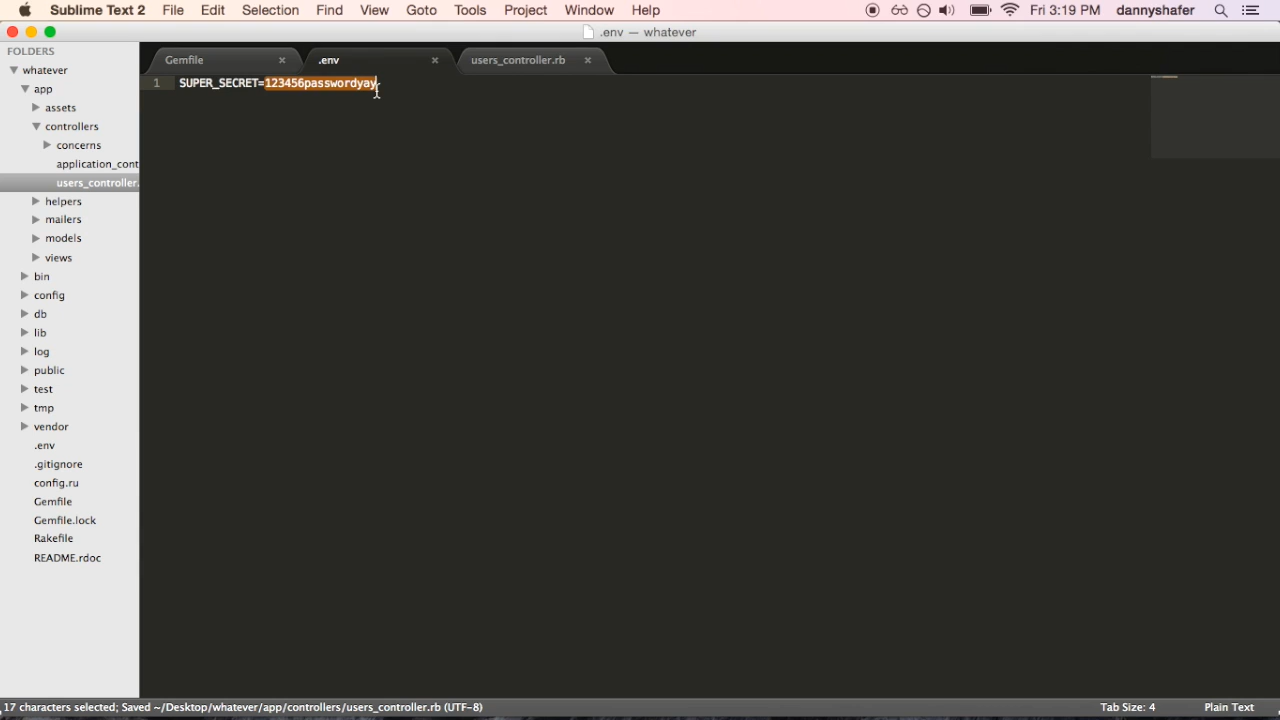 Sublime Text 2 File Edit Selection Find View Goto Tools Project Window Help Fri 3:19 PM dannyshafer
.env — whatever
FOLDERS
whatever
app
assets
controllers
concerns
application_cont
users_controller.
helpers
mailers
models
views
bin
config
db
lib
log
public
test
tmp
vendor
.env
.gitignore
config.ru
Gemfile
Gemfile.lock
Rakefile
README.rdoc
Gemfile .env users_controller.rb
1 SUPER_SECRET=123456passwordyay
17 characters selected; Saved ~/Desktop/whatever/app/controllers/users_controller.rb (UTF-8) Tab Size: 4 Plain Text